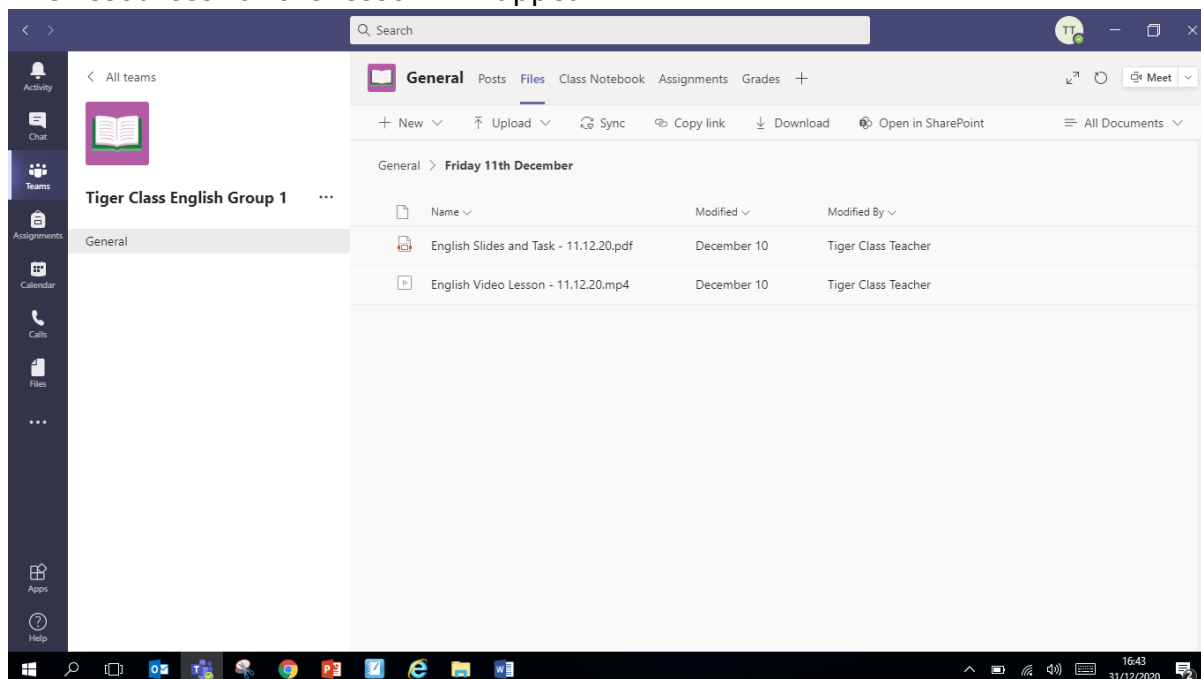 Search
TT
Activity
Chat
Teams
Assignments
Calendar
Calls
Files
Apps
Help
All teams
Tiger Class English Group 1
General
General Posts Files Class Notebook Assignments Grades
Meet
New Upload Sync Copy link Download Open in SharePoint All Documents
General > Friday 11th December
Name Modified Modified By
English Slides and Task - 11.12.20.pdf December 10 Tiger Class Teacher
English Video Lesson - 11.12.20.mp4 December 10 Tiger Class Teacher
16:43
31/12/2020